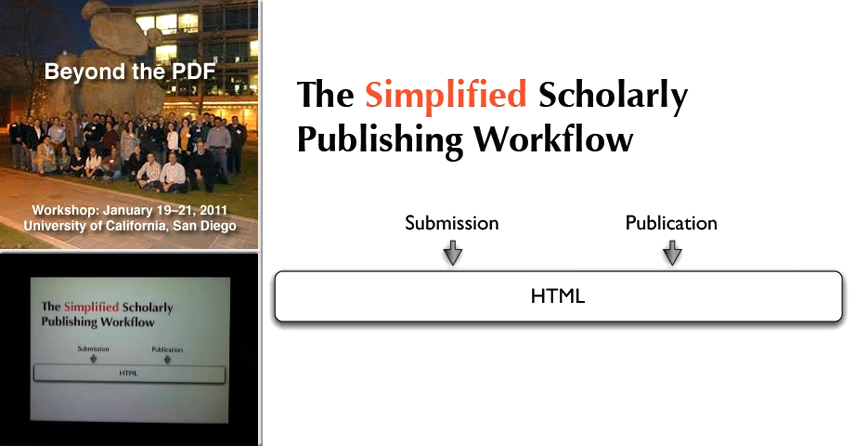 Beyond the PDF
Workshop: January 19–21, 2011
University of California, San Diego
The Simplified Scholarly
Publishing Workflow
Submission
Publication
HTML
The Simplified Scholarly
Publishing Workflow
Submission
Publication
HTML